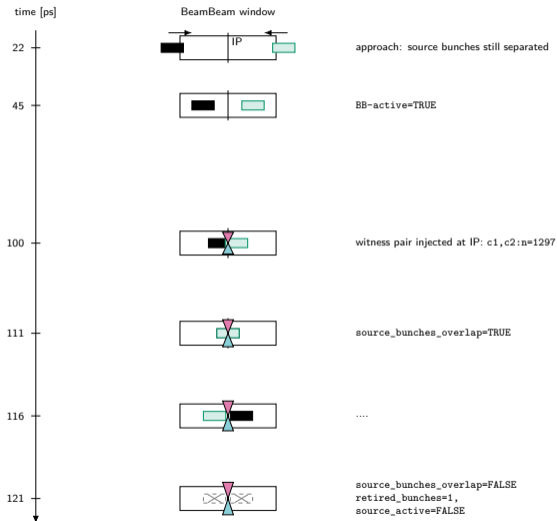 time [ps]
BeamBeam window
IP
22
approach: source bunches still separated
45
BB-active=TRUE
100
witness pair injected at IP: c1,c2:n=1297
111
source_bunches_overlap=TRUE
116
....
121
source_bunches_overlap=FALSE
retired_bunches=1,
source_active=FALSE